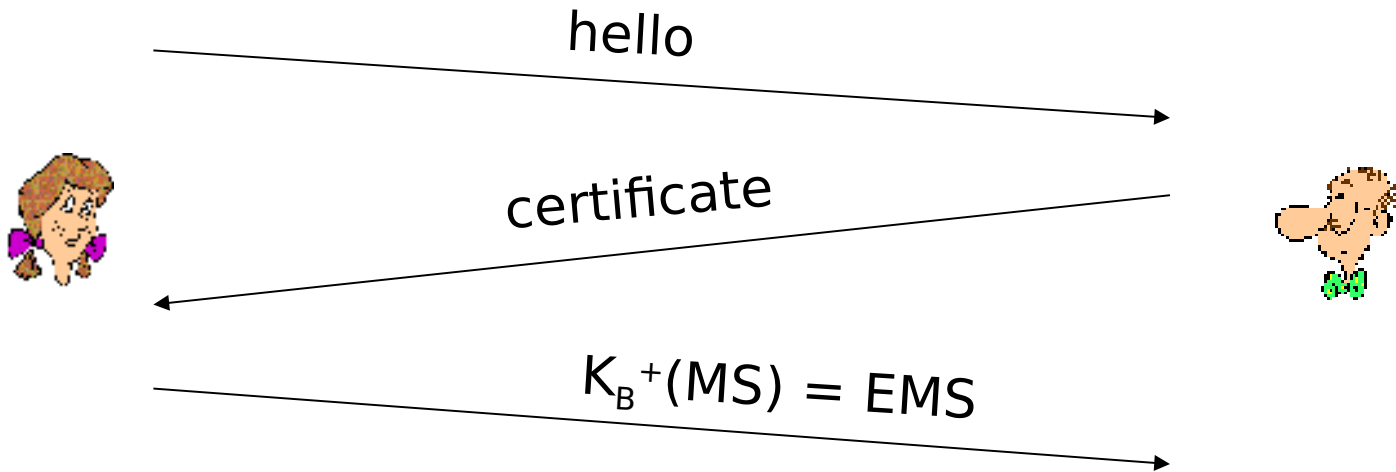 hello
certificate
K_B^+(MS) = EMS